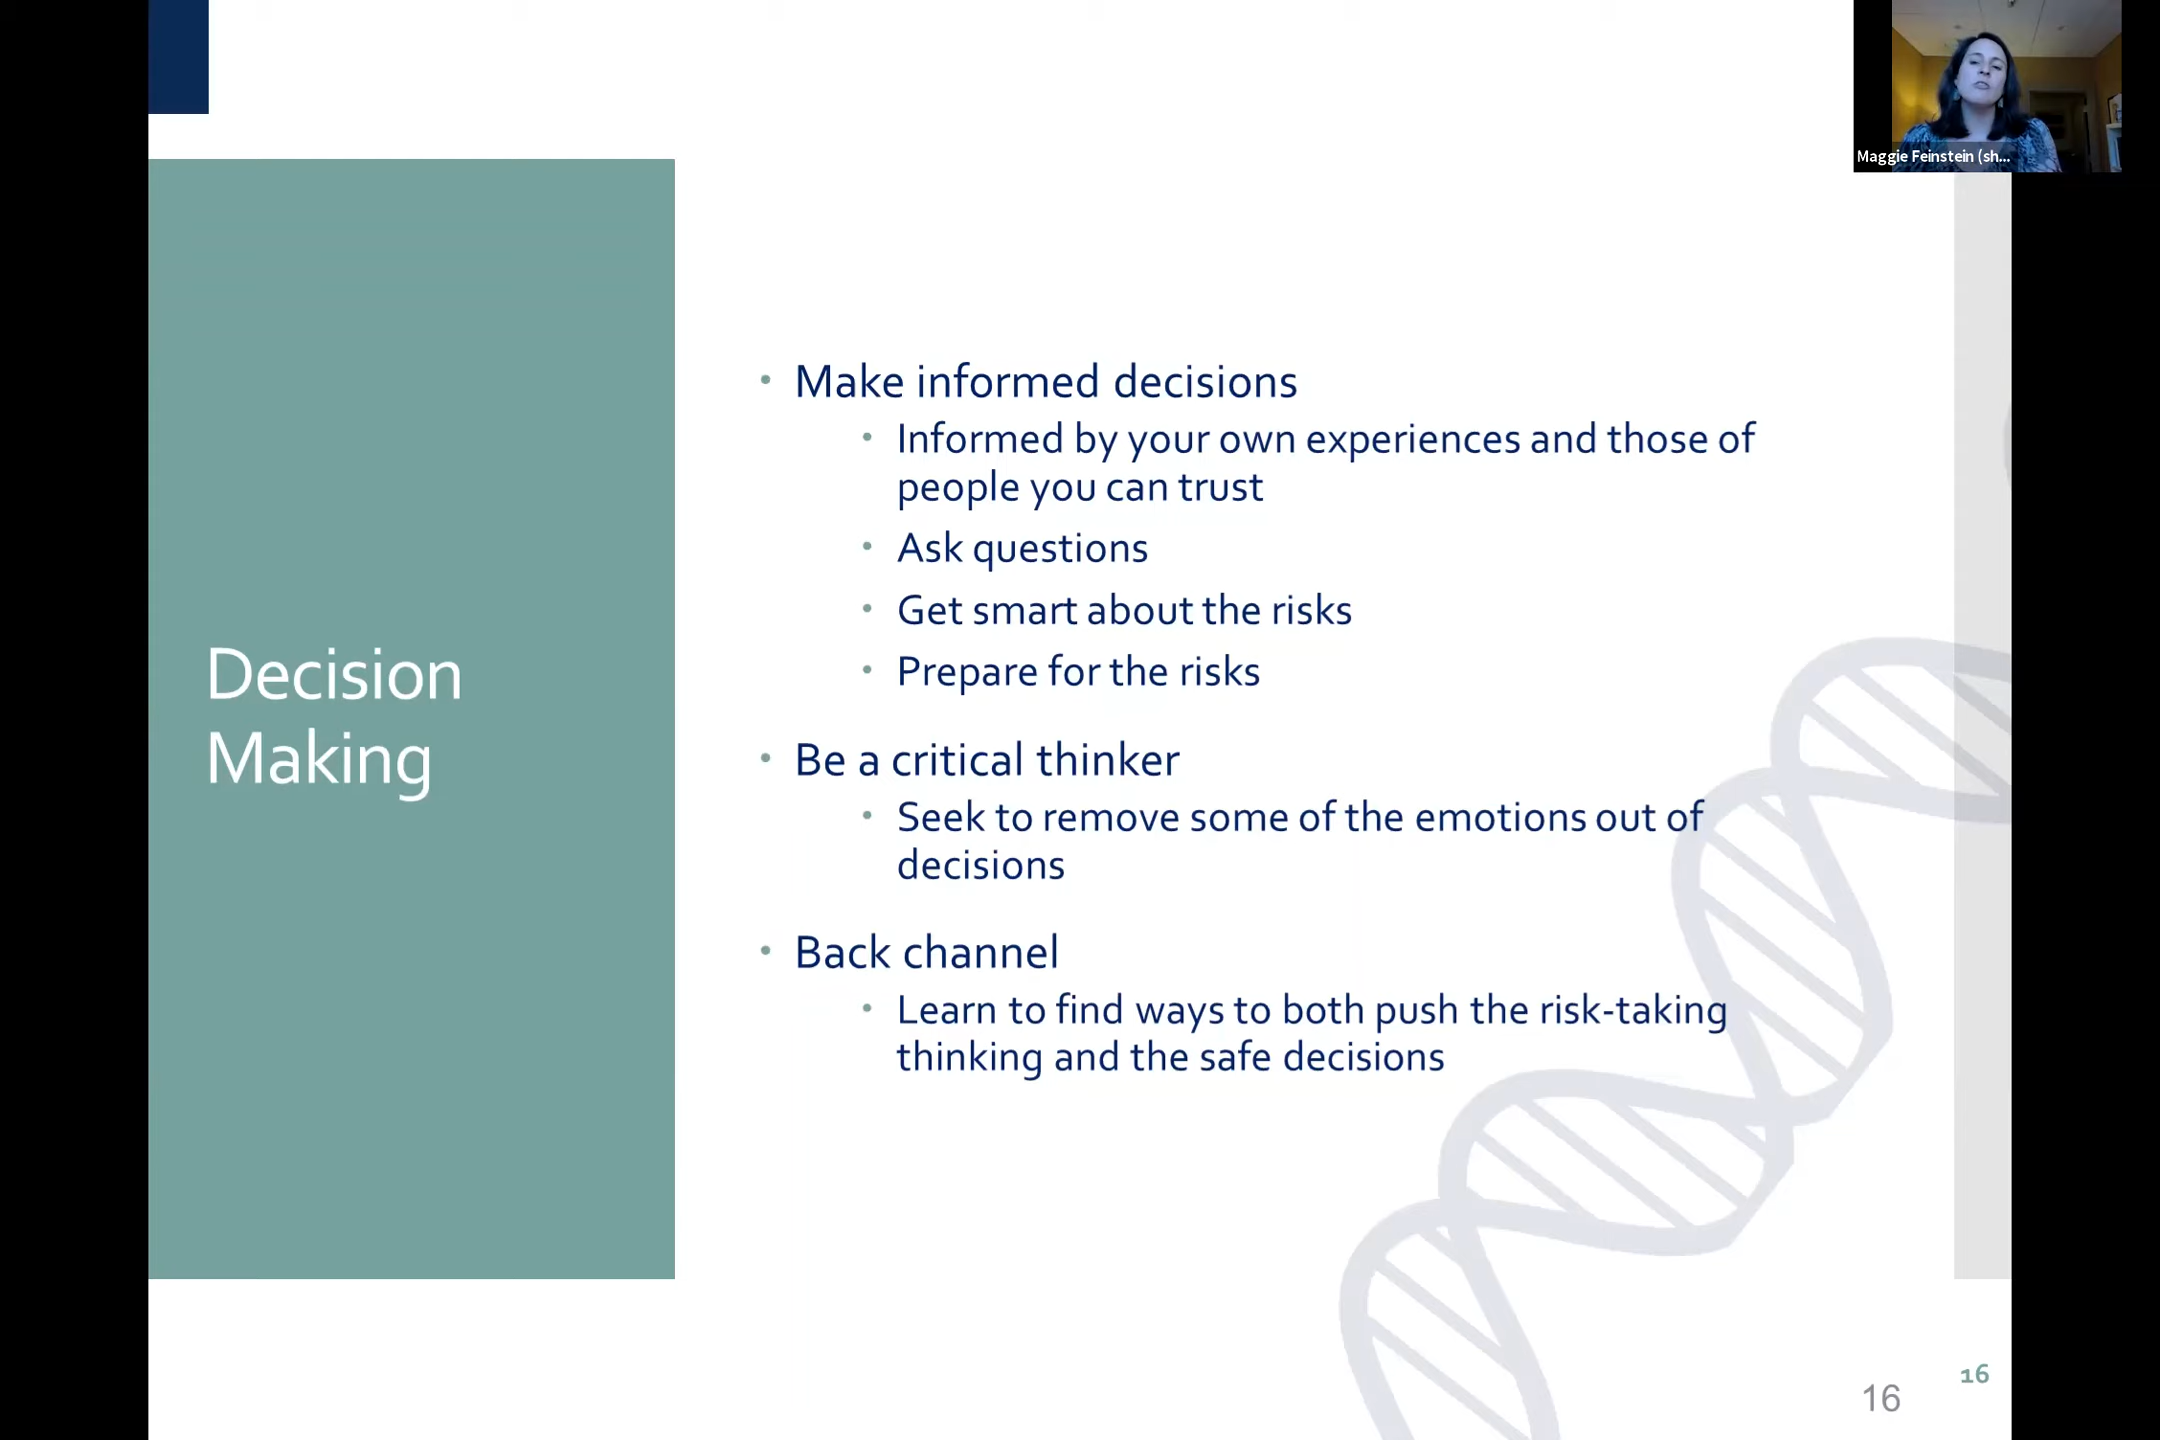 Maggie Feinstein (sh...
Decision
Making
• Make informed decisions
• Informed by your own experiences and those of
people you can trust
• Ask questions
• Get smart about the risks
• Prepare for the risks
• Be a critical thinker
• Seek to remove some of the emotions out of
decisions
• Back channel
• Learn to find ways to both push the risk-taking
thinking and the safe decisions
16
16